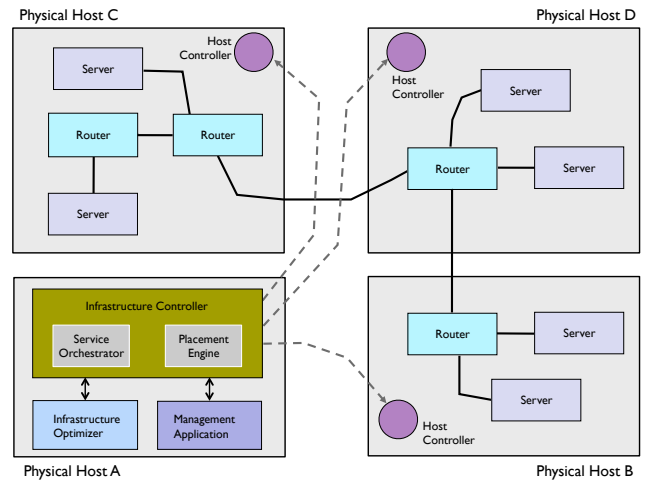 Physical Host C
Host
Controller
Server
Router
Router
Server
Physical Host D
Host
Controller
Server
Router
Server
Infrastructure Controller
Service
Orchestrator
Placement
Engine
Infrastructure
Optimizer
Management
Application
Physical Host A
Router
Server
Server
Host
Controller
Physical Host B